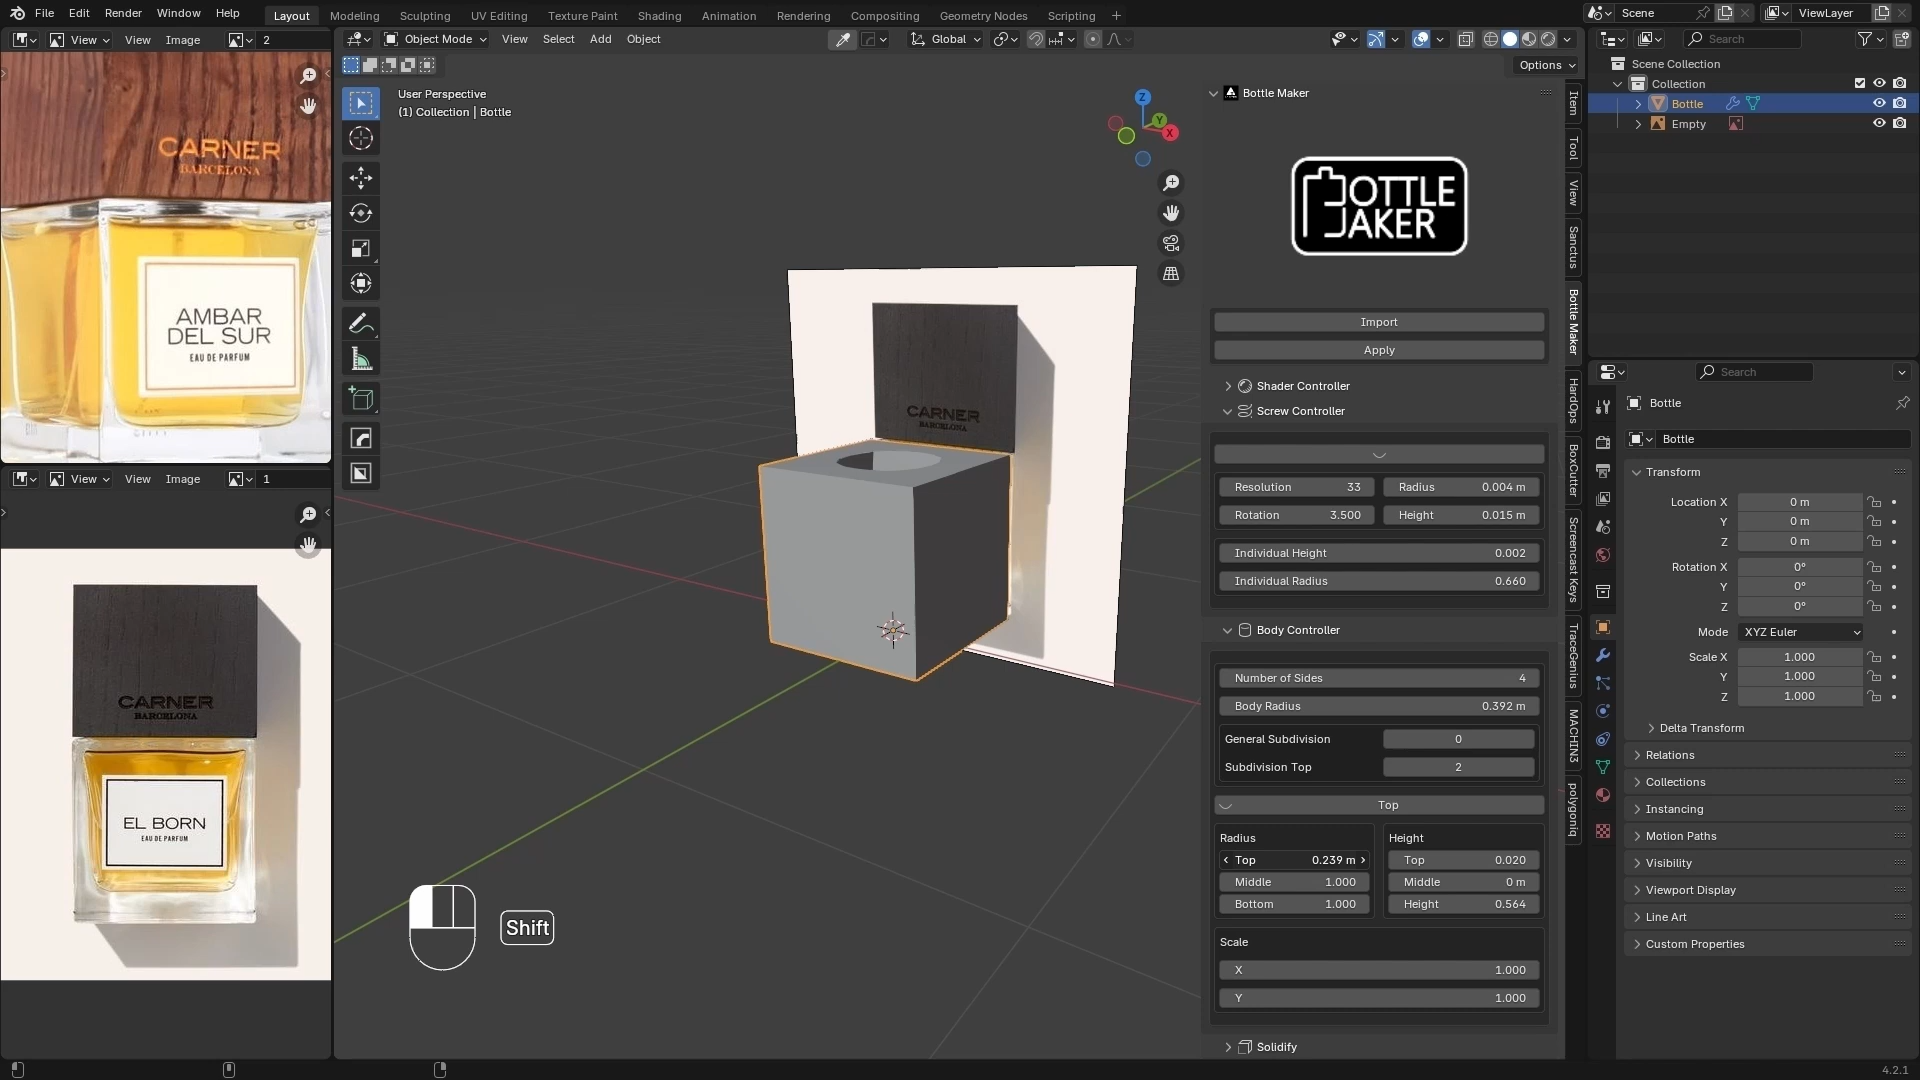 File Edit Render Window Help
Layout Modeling Sculpting UV Editing Texture Paint Shading Animation Rendering Compositing Geometry Nodes Scripting +
Scene
ViewLayer
View View Image 2
CARNER
BARCELONA
AMBAR
DEL SUR
EAU DE PARFUM
View View Image 1
CARNER
BARCELONA
EL BORN
EAU DE PARFUM
Object Mode View Select Add Object
Global
Options
User Perspective
(1) Collection | Bottle
Z
Y
X
CARNER
BARCELONA
Shift
Bottle Maker
BOTTLE
MAKER
Import
Apply
Shader Controller
Screw Controller
Resolution 33 Radius 0.004 m
Rotation 3.500 Height 0.015 m
Individual Height 0.002
Individual Radius 0.660
Body Controller
Number of Sides 4
Body Radius 0.392 m
General Subdivision 0
Subdivision Top 2
Top
Radius Height
Top 0.239 m Top 0.020
Middle 1.000 Middle 0 m
Bottom 1.000 Height 0.564
Scale
X 1.000
Y 1.000
Solidify
Item
Tool
View
Sanctus
Bottle Maker
HardOps
BoxCutter
Screencast Keys
TraceGenius
MACHIN3
polygoniq
Search
Scene Collection
Collection
Bottle
Empty
Search
Bottle
Bottle
Transform
Location X 0 m
Y 0 m
Z 0 m
Rotation X 0°
Y 0°
Z 0°
Mode XYZ Euler
Scale X 1.000
Y 1.000
Z 1.000
Delta Transform
Relations
Collections
Instancing
Motion Paths
Visibility
Viewport Display
Line Art
Custom Properties
4.2.1